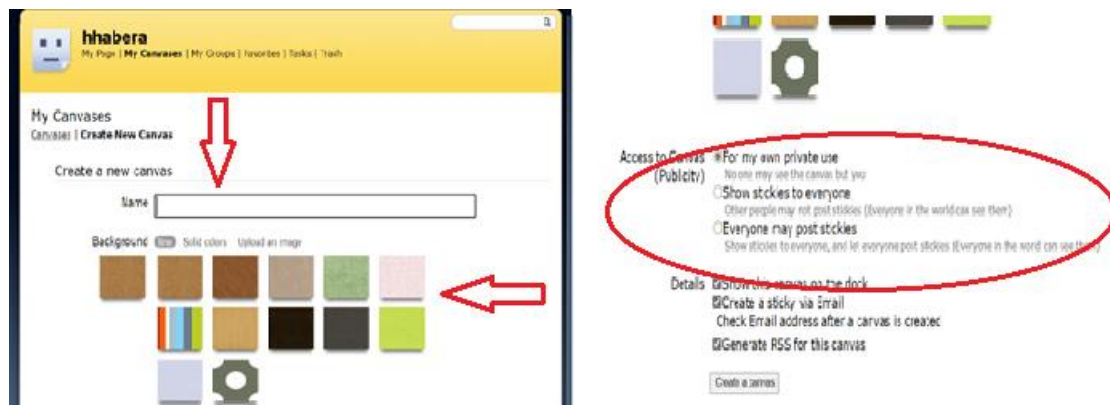 hhabera
My Page | My Canvases | My Groups | Favorites | Tasks | Trash
My Canvases
Canvases | Create New Canvas
Create a new canvas
Name
Background New Solid colors Upload an image
Access to Canvas (Publicity)
For my own private use
No one may see the canvas but you
Show stickies to everyone
Other people may not post stickies (Everyone in the world can see them)
Everyone may post stickies
Show stickies to everyone, and let everyone post stickies (Everyone in the word can see them)
Details Show this canvas on the dock
Create a sticky via Email
Check Email address after a canvas is created
Generate RSS for this canvas
Create a canvas